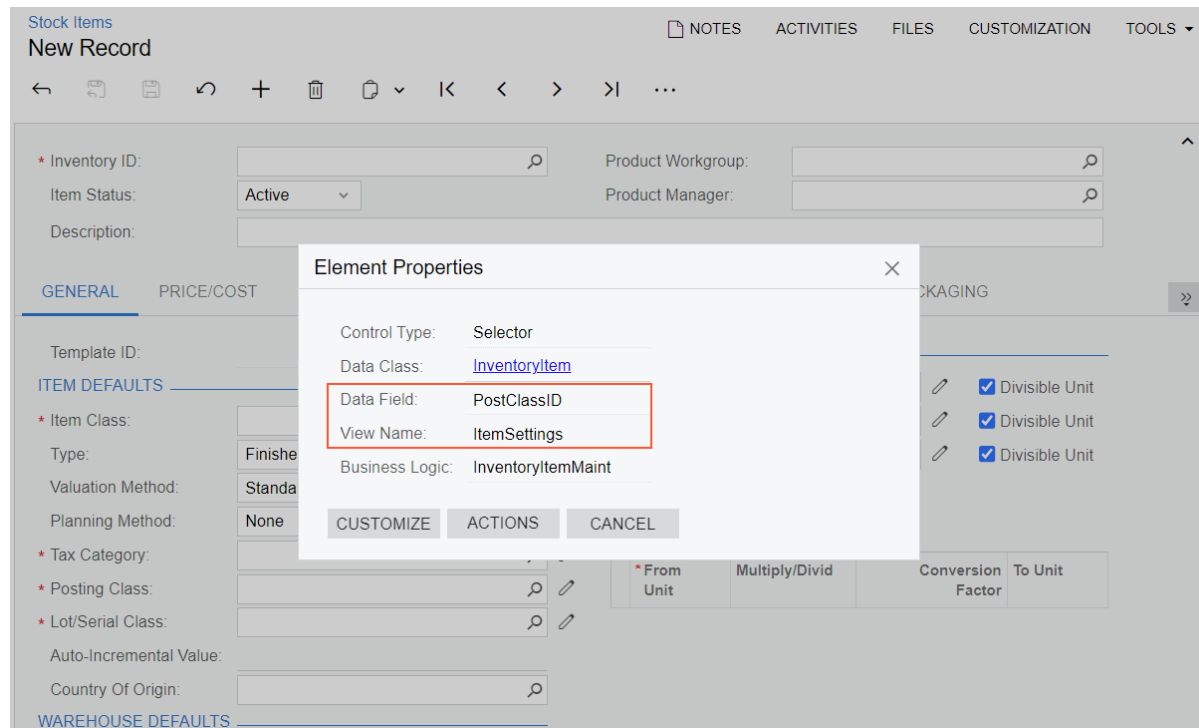 Stock Items
New Record
NOTES ACTIVITIES FILES CUSTOMIZATION TOOLS
* Inventory ID: Product Workgroup:
Item Status: Active Product Manager:
Description:
Element Properties
GENERAL PRICE/COST CKAGING
Control Type: Selector
Template ID:
Data Class: InventoryItem
ITEM DEFAULTS Divisible Unit
Data Field: PostClassID
* Item Class: Divisible Unit
View Name: ItemSettings
Type: Finishe Divisible Unit
Business Logic: InventoryItemMaint
Valuation Method: Standa
Planning Method: None
CUSTOMIZE ACTIONS CANCEL
* Tax Category:
* From Unit Multiply/Divid Conversion Factor To Unit
* Posting Class:
* Lot/Serial Class:
Auto-Incremental Value:
Country Of Origin:
WAREHOUSE DEFAULTS